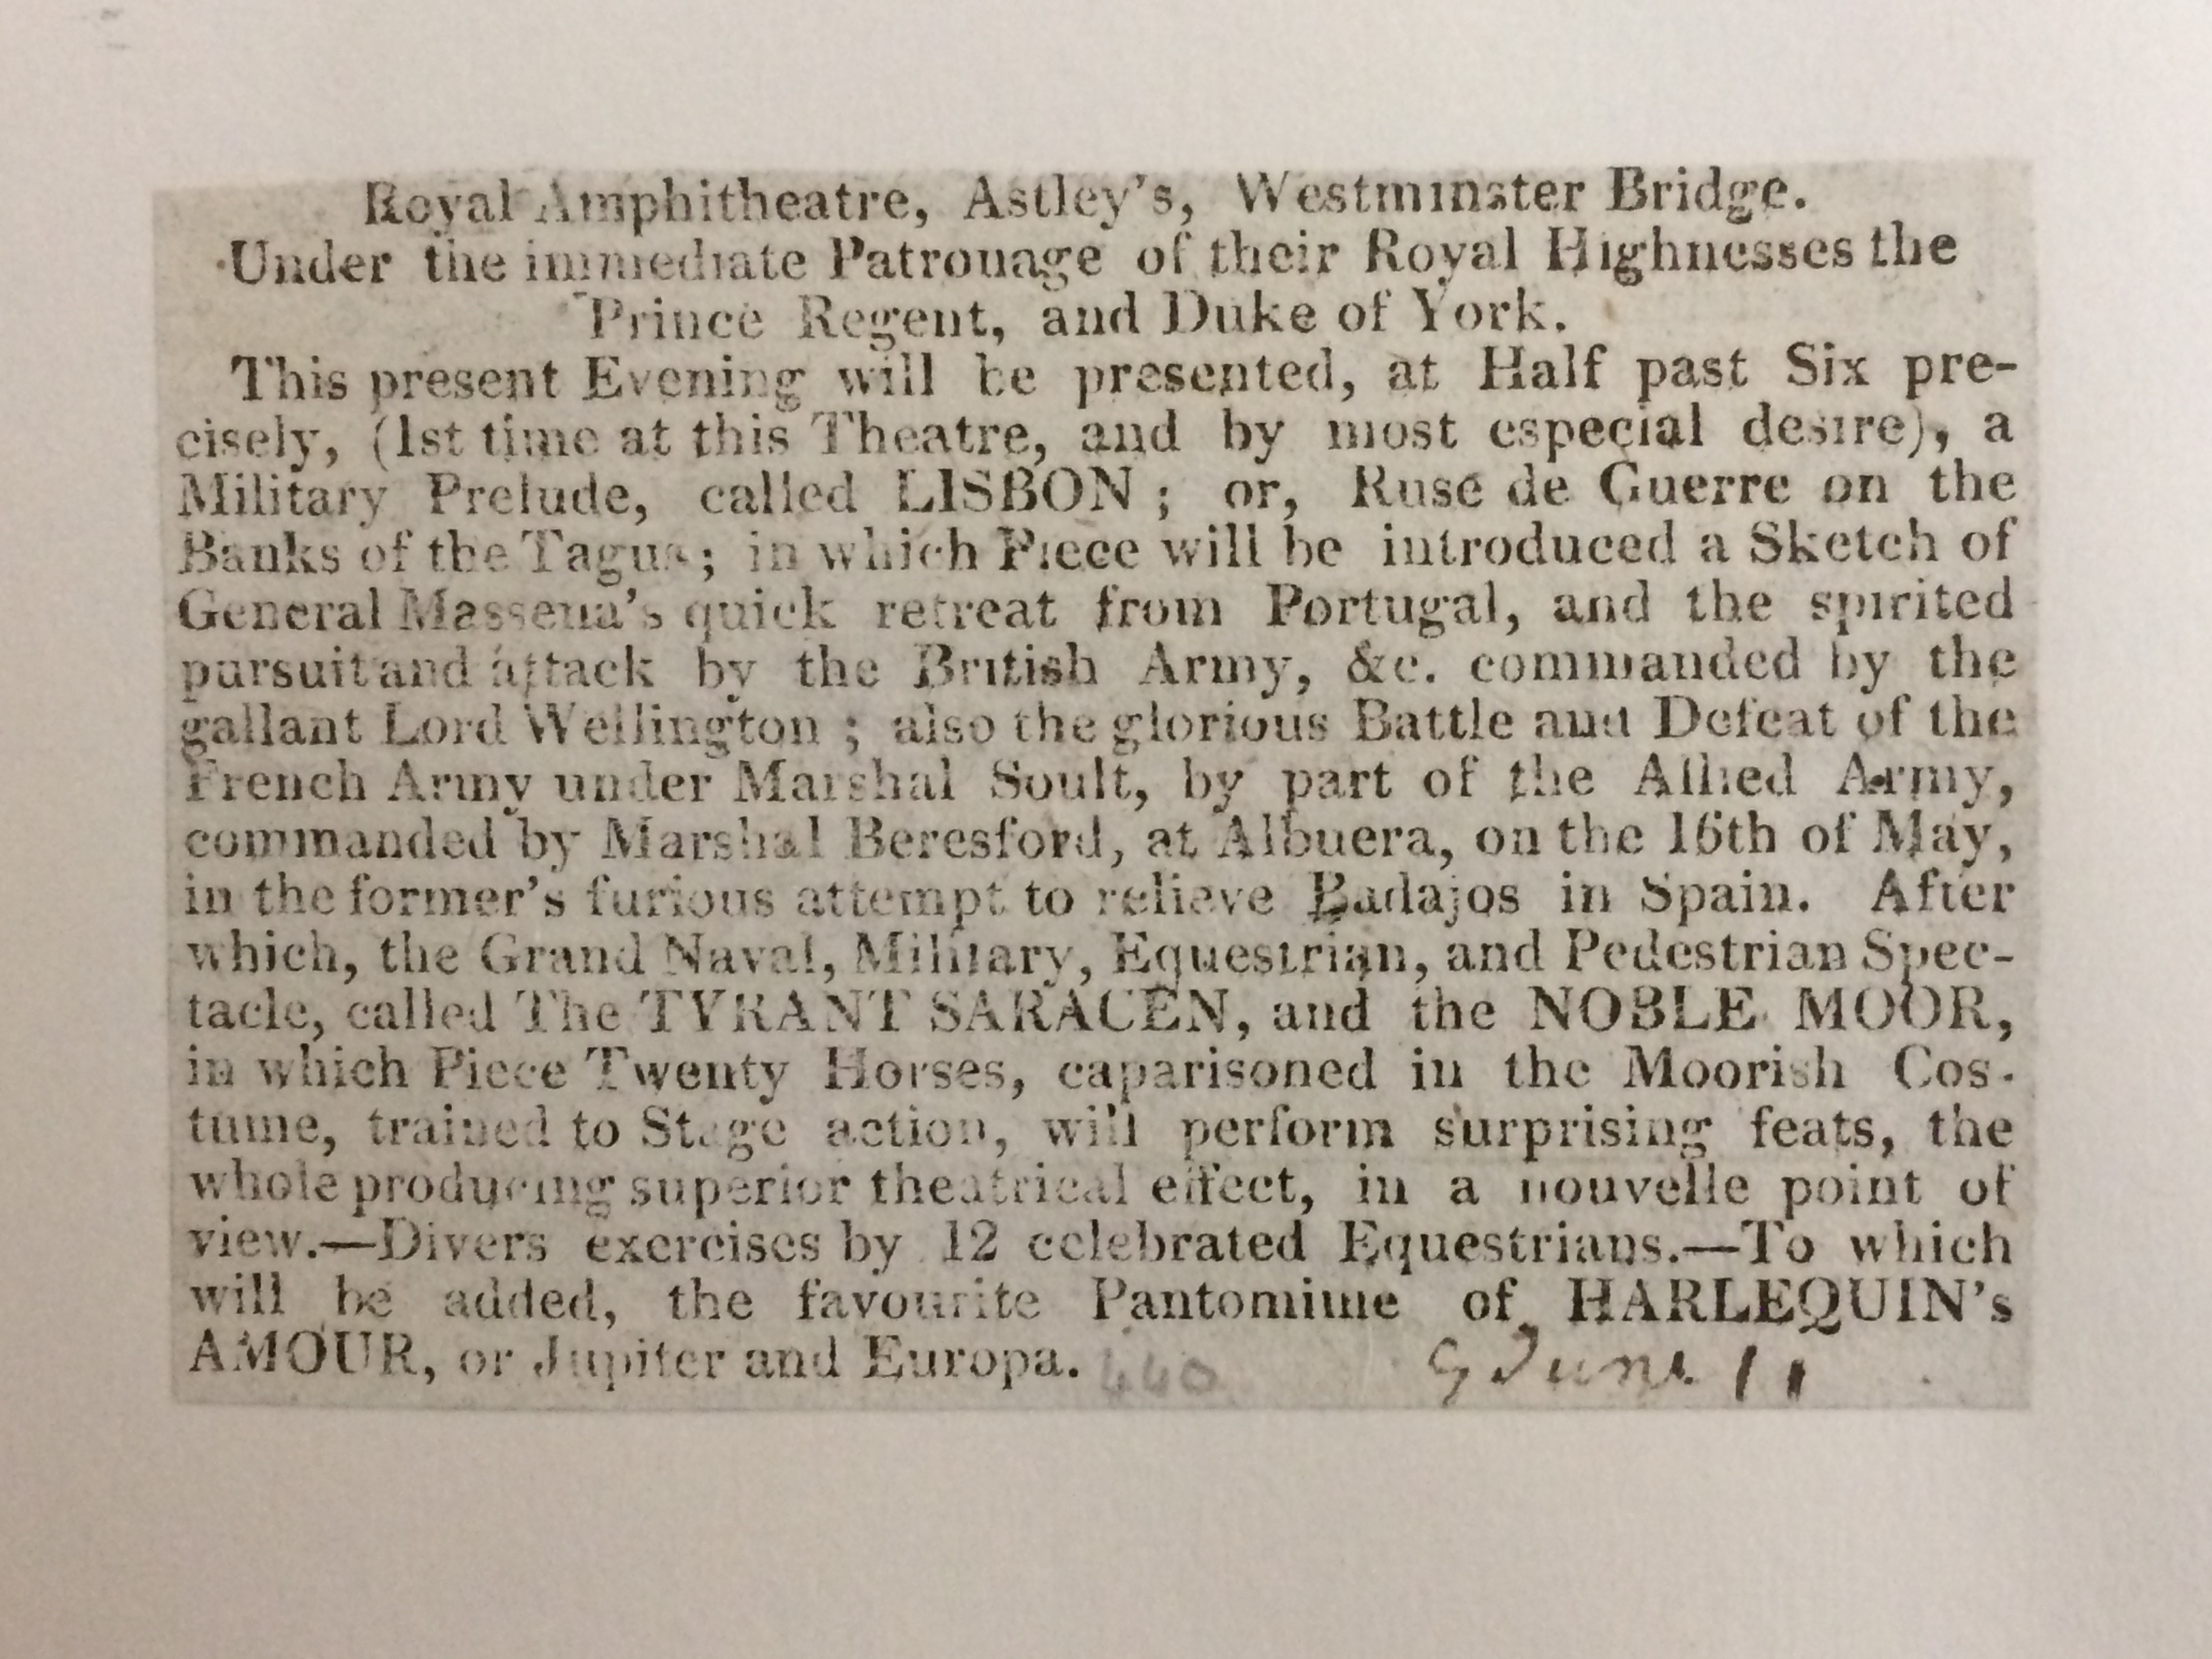 Royal Amphitheatre, Astley's, Westminster Bridge.
Under the immediate Patronage of their Royal Highnesses the
Prince Regent, and Duke of York.
This present Evening will be presented, at Half past Six pre-
cisely, (1st time at this Theatre, and by most especial desire), a
Military Prelude, called LISBON; or, Ruse de Guerre on the
Banks of the Tagus; in which Piece will be introduced a Sketch of
General Massena's quick retreat from Portugal, and the spirited
pursuit and attack by the British Army, &c. commanded by the
gallant Lord Wellington; also the glorious Battle and Defeat of the
French Army under Marshal Soult, by part of the Allied Army,
commanded by Marshal Beresford, at Albuera, on the 16th of May,
in the former's furious attempt to relieve Badajos in Spain. After
which, the Grand Naval, Military, Equestrian, and Pedestrian Spec-
tacle, called The TYRANT SARACEN, and the NOBLE MOOR,
in which Piece Twenty Horses, caparisoned in the Moorish Cos-
tume, trained to Stage action, will perform surprising feats, the
whole producing superior theatrical effect, in a nouvelle point of
view.—Divers exercises by 12 celebrated Equestrians.—To which
will be added, the favourite Pantomime of HARLEQUIN's
AMOUR, or Jupiter and Europa.
June 11